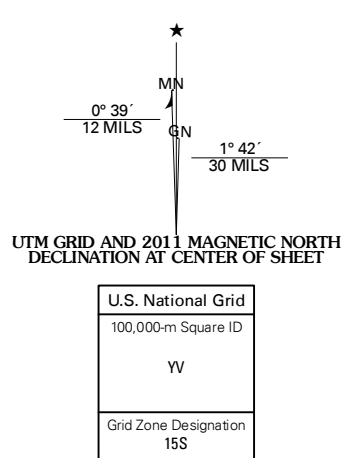 MN
0° 39´
12 MILS
GN
1° 42´
30 MILS
UTM GRID AND 2011 MAGNETIC NORTH
DECLINATION AT CENTER OF SHEET
U.S. National Grid
100,000-m Square ID
YV
Grid Zone Designation
15S